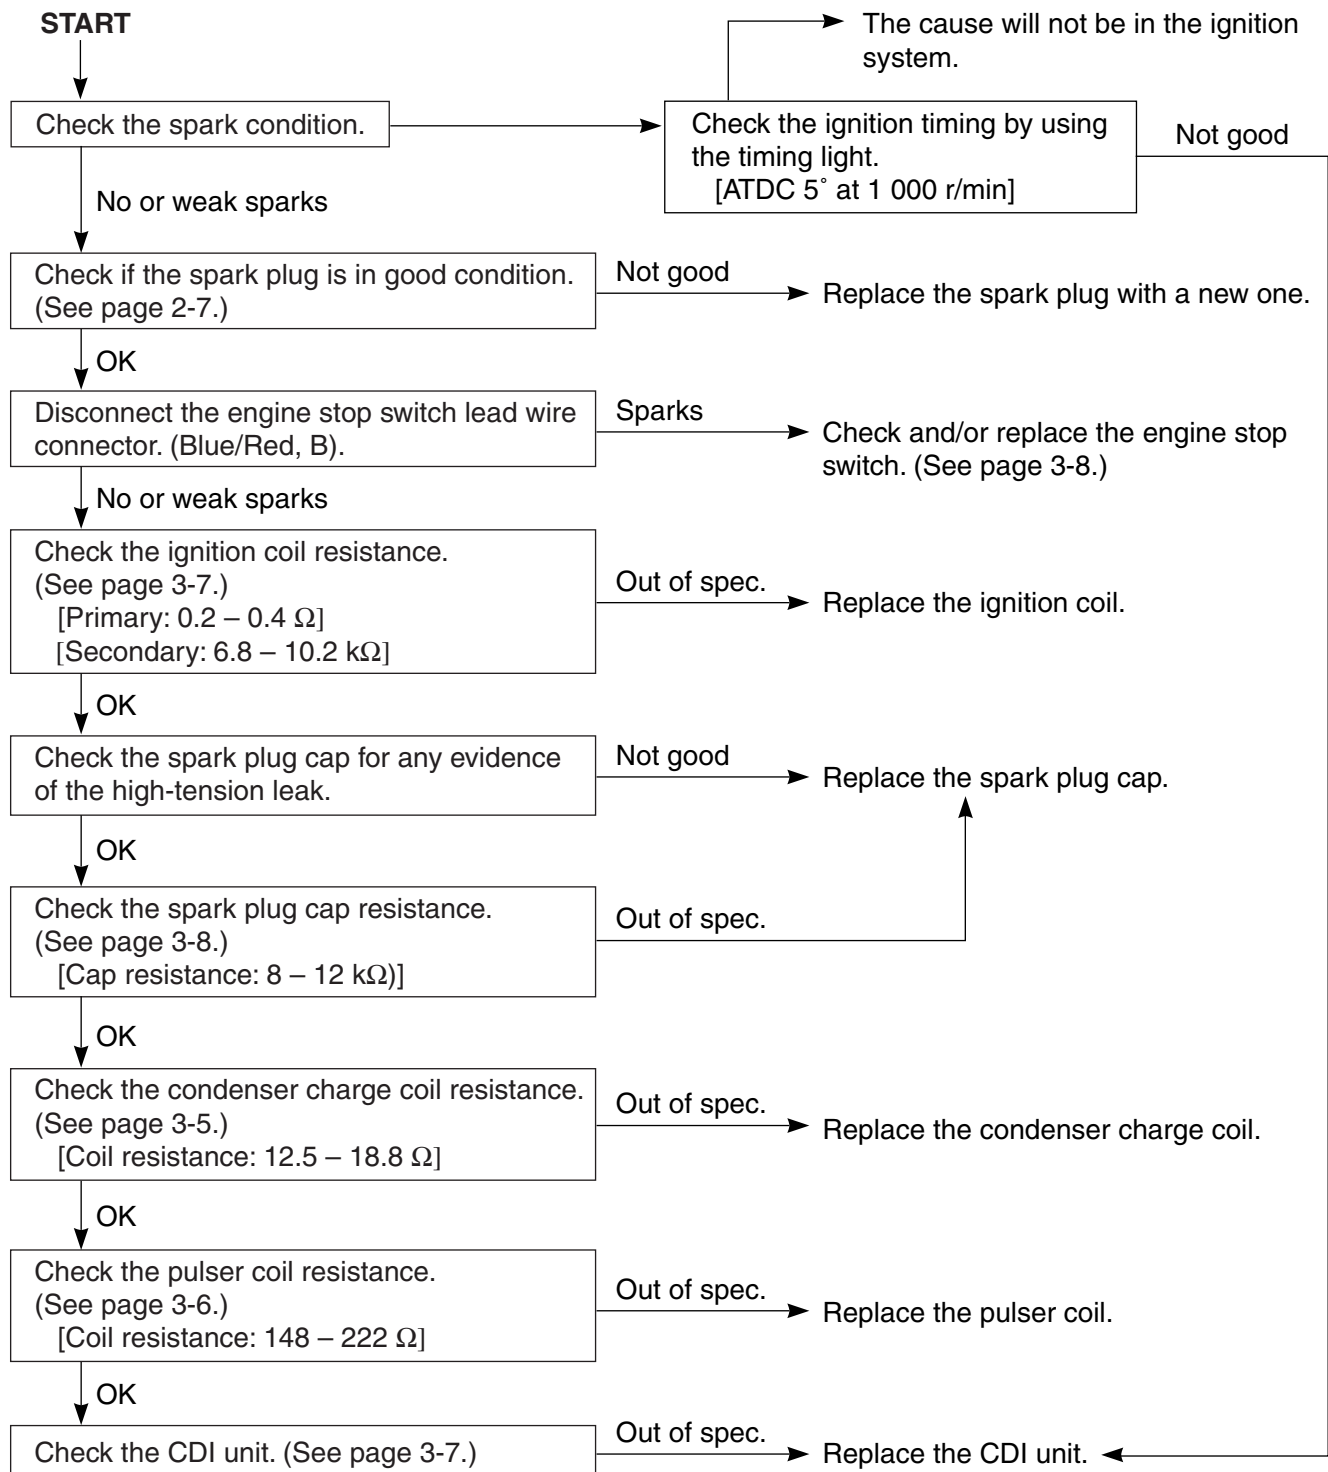 START
The cause will not be in the ignition
system.
Check the spark condition.
Check the ignition timing by using
the timing light.
[ATDC 5˚ at 1 000 r/min]
Not good
No or weak sparks
Check if the spark plug is in good condition.
(See page 2-7.)
Not good
Replace the spark plug with a new one.
OK
Disconnect the engine stop switch lead wire
connector. (Blue/Red, B).
Sparks
Check and/or replace the engine stop
switch. (See page 3-8.)
No or weak sparks
Check the ignition coil resistance.
(See page 3-7.)
[Primary: 0.2 – 0.4 Ω]
[Secondary: 6.8 – 10.2 kΩ]
Out of spec.
Replace the ignition coil.
OK
Check the spark plug cap for any evidence
of the high-tension leak.
Not good
Replace the spark plug cap.
OK
Check the spark plug cap resistance.
(See page 3-8.)
[Cap resistance: 8 – 12 kΩ)]
Out of spec.
OK
Check the condenser charge coil resistance.
(See page 3-5.)
[Coil resistance: 12.5 – 18.8 Ω]
Out of spec.
Replace the condenser charge coil.
OK
Check the pulser coil resistance.
(See page 3-6.)
[Coil resistance: 148 – 222 Ω]
Out of spec.
Replace the pulser coil.
OK
Check the CDI unit. (See page 3-7.)
Out of spec.
Replace the CDI unit.